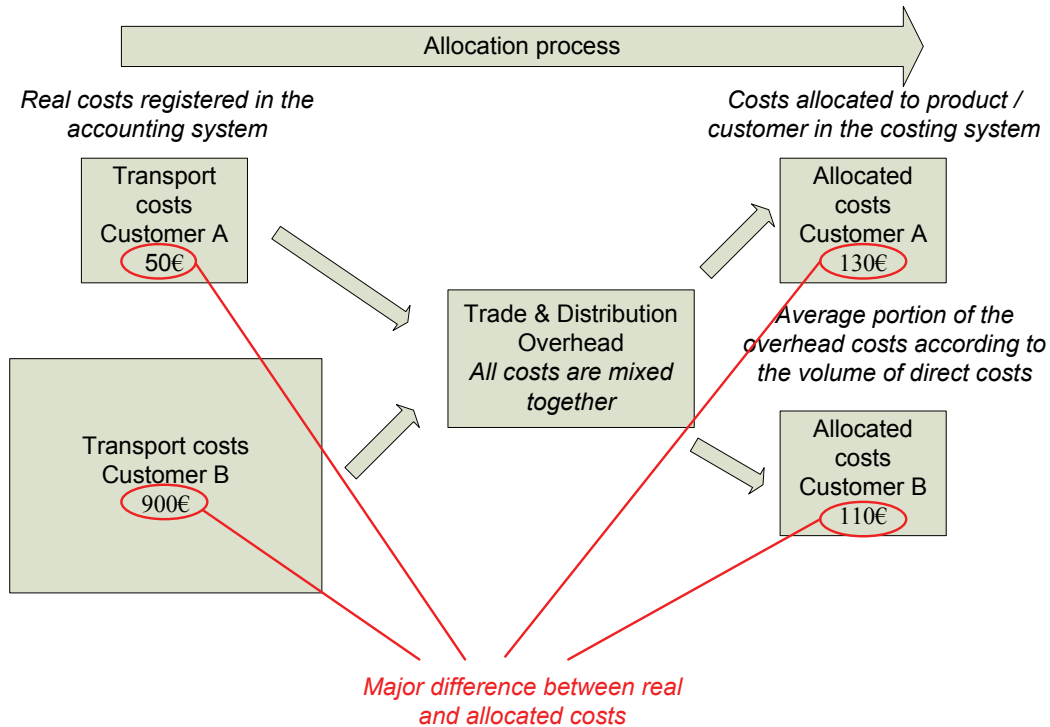 Allocation process
Real costs registered in the
accounting system
Costs allocated to product /
customer in the costing system
Transport
costs
Customer A
50€
Allocated
costs
Customer A
130€
Trade & Distribution
Overhead
All costs are mixed
together
Average portion of the
overhead costs according to
the volume of direct costs
Transport costs
Customer B
900€
Allocated
costs
Customer B
110€
Major difference between real
and allocated costs